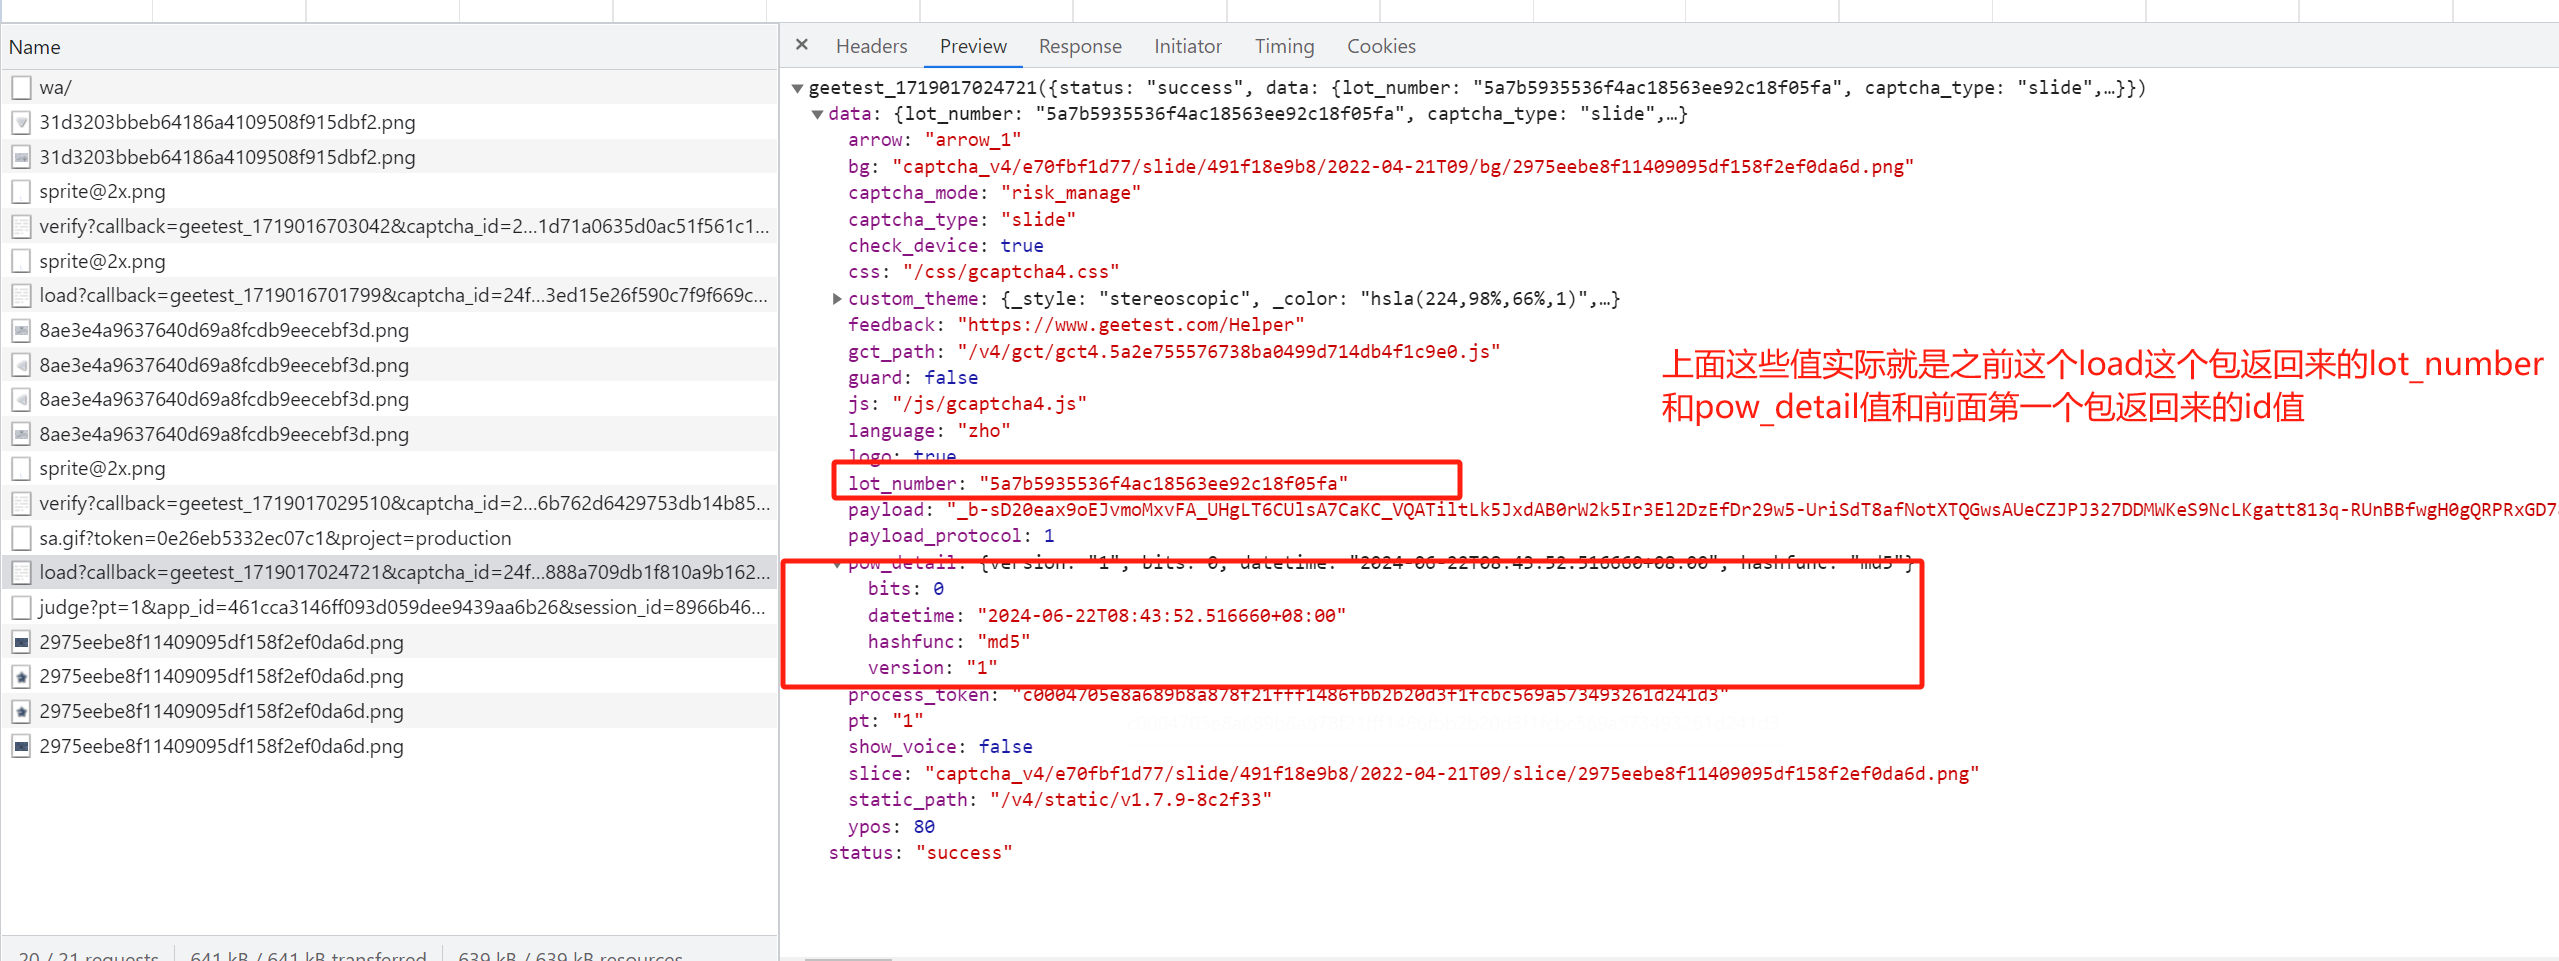 Name
wa/
31d3203bbeb64186a4109508f915dbf2.png
31d3203bbeb64186a4109508f915dbf2.png
sprite@2x.png
verify?callback=geetest_1719016703042&captcha_id=2...1d71a0635d0ac51f561c1...
sprite@2x.png
load?callback=geetest_1719016701799&captcha_id=24f...3ed15e26f590c7f9f669c...
8ae3e4a9637640d69a8fcdb9eecebf3d.png
8ae3e4a9637640d69a8fcdb9eecebf3d.png
8ae3e4a9637640d69a8fcdb9eecebf3d.png
8ae3e4a9637640d69a8fcdb9eecebf3d.png
sprite@2x.png
verify?callback=geetest_1719017029510&captcha_id=2...6b762d6429753db14b85...
sa.gif?token=0e26eb5332ec07c1&project=production
load?callback=geetest_1719017024721&captcha_id=24f...888a709db1f810a9b162...
judge?pt=1&app_id=461cca3146ff093d059dee9439aa6b26&session_id=8966b46...
2975eebe8f11409095df158f2ef0da6d.png
2975eebe8f11409095df158f2ef0da6d.png
2975eebe8f11409095df158f2ef0da6d.png
2975eebe8f11409095df158f2ef0da6d.png
20 / 21 requests 641 kB / 641 kB transferred 639 kB / 639 kB resources
× Headers Preview Response Initiator Timing Cookies
geetest_1719017024721({status: "success", data: {lot_number: "5a7b5935536f4ac18563ee92c18f05fa", captcha_type: "slide",…}})
data: {lot_number: "5a7b5935536f4ac18563ee92c18f05fa", captcha_type: "slide",…}
arrow: "arrow_1"
bg: "captcha_v4/e70fbf1d77/slide/491f18e9b8/2022-04-21T09/bg/2975eebe8f11409095df158f2ef0da6d.png"
captcha_mode: "risk_manage"
captcha_type: "slide"
check_device: true
css: "/css/gcaptcha4.css"
custom_theme: {_style: "stereoscopic", _color: "hsla(224,98%,66%,1)",…}
feedback: "https://www.geetest.com/Helper"
gct_path: "/v4/gct/gct4.5a2e755576738ba0499d714db4f1c9e0.js"
guard: false
js: "/js/gcaptcha4.js"
language: "zho"
logo: true
lot_number: "5a7b5935536f4ac18563ee92c18f05fa"
payload: "_b-sD20eax9oEJvmoMxvFA_UHgLT6CUlsA7CaKC_VQATiltLk5JxdAB0rW2k5Ir3El2DzEfDr29w5-UriSdT8afNotXTQGwsAUeCZJPJ327DDMWKeS9NcLKgatt813q-RUnBBfwgH0gQRPRxGD7
payload_protocol: 1
pow_detail: {version: "1", bits: 0, datetime: "2024-06-22T08:43:52.516660+08:00", hashfunc: "md5"}
bits: 0
datetime: "2024-06-22T08:43:52.516660+08:00"
hashfunc: "md5"
version: "1"
process_token: "c0004705e8a689b8a878f21fff1486fbb2b20d3f1fcbc569a573493261d241d3"
pt: "1"
show_voice: false
slice: "captcha_v4/e70fbf1d77/slide/491f18e9b8/2022-04-21T09/slice/2975eebe8f11409095df158f2ef0da6d.png"
static_path: "/v4/static/v1.7.9-8c2f33"
ypos: 80
status: "success"
上面这些值实际就是之前这个load这个包返回来的lot_number
和pow_detail值和前面第一个包返回来的id值